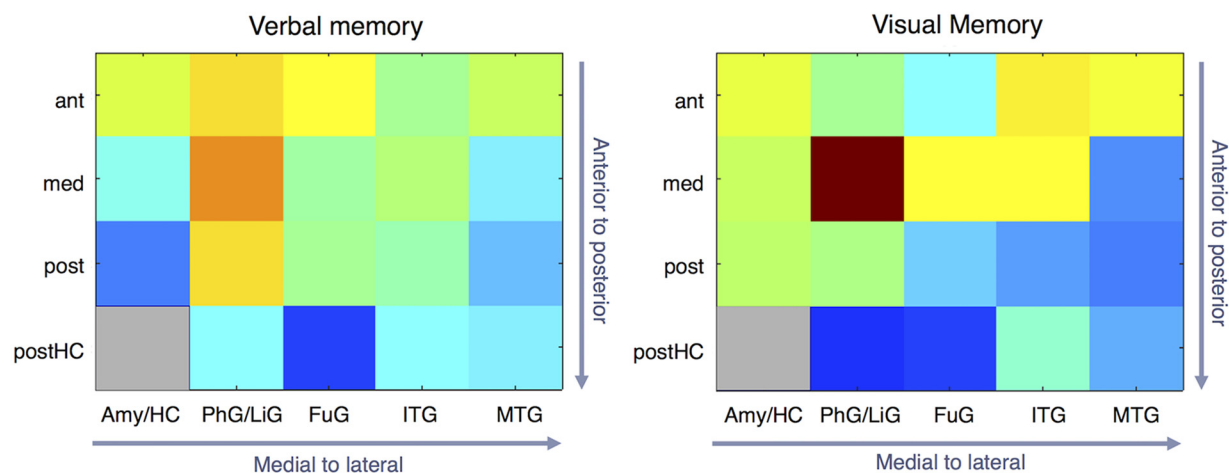 Verbal memory
ant
med
post
postHC
Amy/HC PhG/LiG FuG ITG MTG
Medial to lateral
Anterior to posterior
Visual Memory
ant
med
post
postHC
Amy/HC PhG/LiG FuG ITG MTG
Medial to lateral
Anterior to posterior